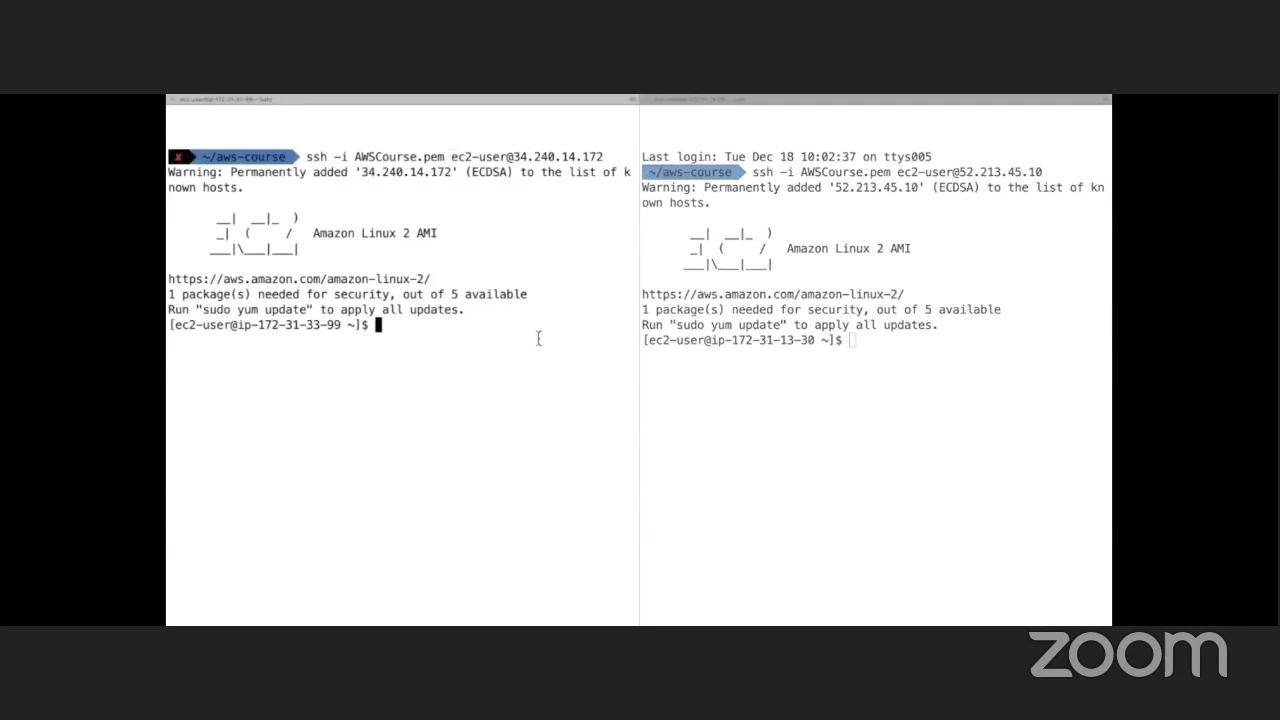 ✘ ~/aws-course ssh -i AWSCourse.pem ec2-user@34.240.14.172
Warning: Permanently added '34.240.14.172' (ECDSA) to the list of k
nown hosts.
__|  __|_  )
_|  (     /   Amazon Linux 2 AMI
___|\___|___|
https://aws.amazon.com/amazon-linux-2/
1 package(s) needed for security, out of 5 available
Run "sudo yum update" to apply all updates.
[ec2-user@ip-172-31-33-99 ~]$
Last login: Tue Dec 18 10:02:37 on ttys005
~/aws-course ssh -i AWSCourse.pem ec2-user@52.213.45.10
Warning: Permanently added '52.213.45.10' (ECDSA) to the list of kn
own hosts.
__|  __|_  )
_|  (     /   Amazon Linux 2 AMI
___|\___|___|
https://aws.amazon.com/amazon-linux-2/
1 package(s) needed for security, out of 5 available
Run "sudo yum update" to apply all updates.
[ec2-user@ip-172-31-13-30 ~]$
zoom